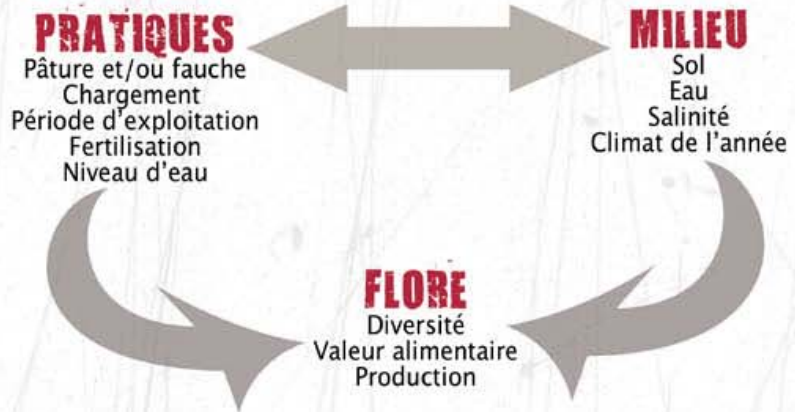 PRATIQUES
Pâture et/ou fauche
Chargement
Période d'exploitation
Fertilisation
Niveau d'eau
MILIEU
Sol
Eau
Salinité
Climat de l'année
FLORE
Diversité
Valeur alimentaire
Production